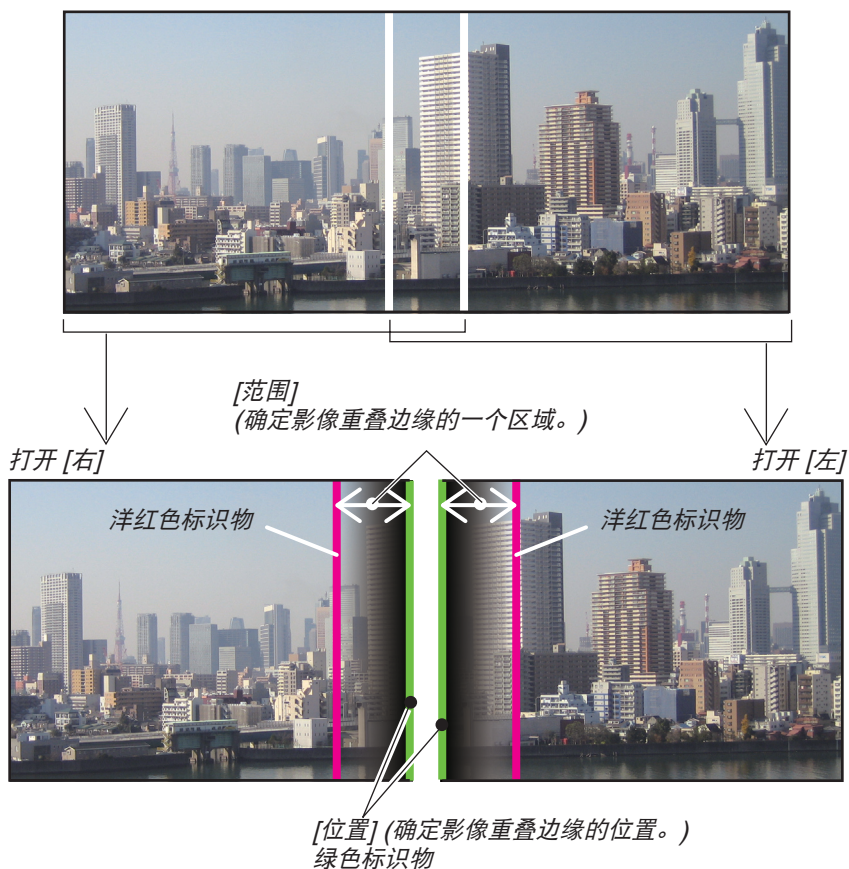 [范围]
(确定影像重叠边缘的一个区域。)
打开 [右]
打开 [左]
洋红色标识物
洋红色标识物
[位置] (确定影像重叠边缘的位置。)
绿色标识物